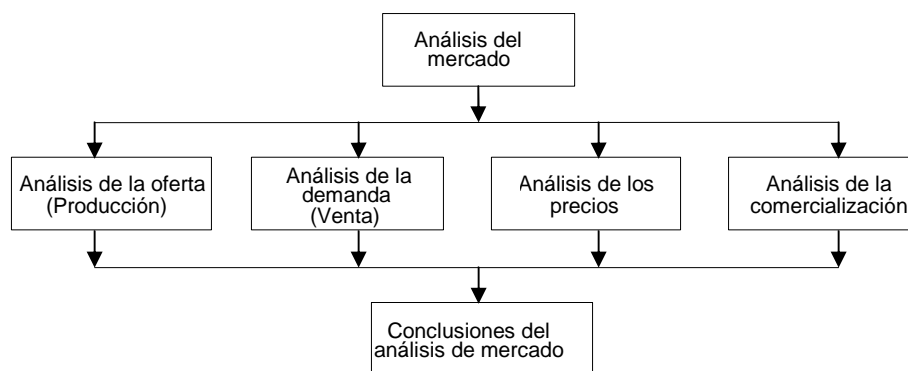 Análisis del
mercado
Análisis de la oferta
(Producción)
Análisis de la
demanda
(Venta)
Análisis de los
precios
Análisis de la
comercialización
Conclusiones del
análisis de mercado